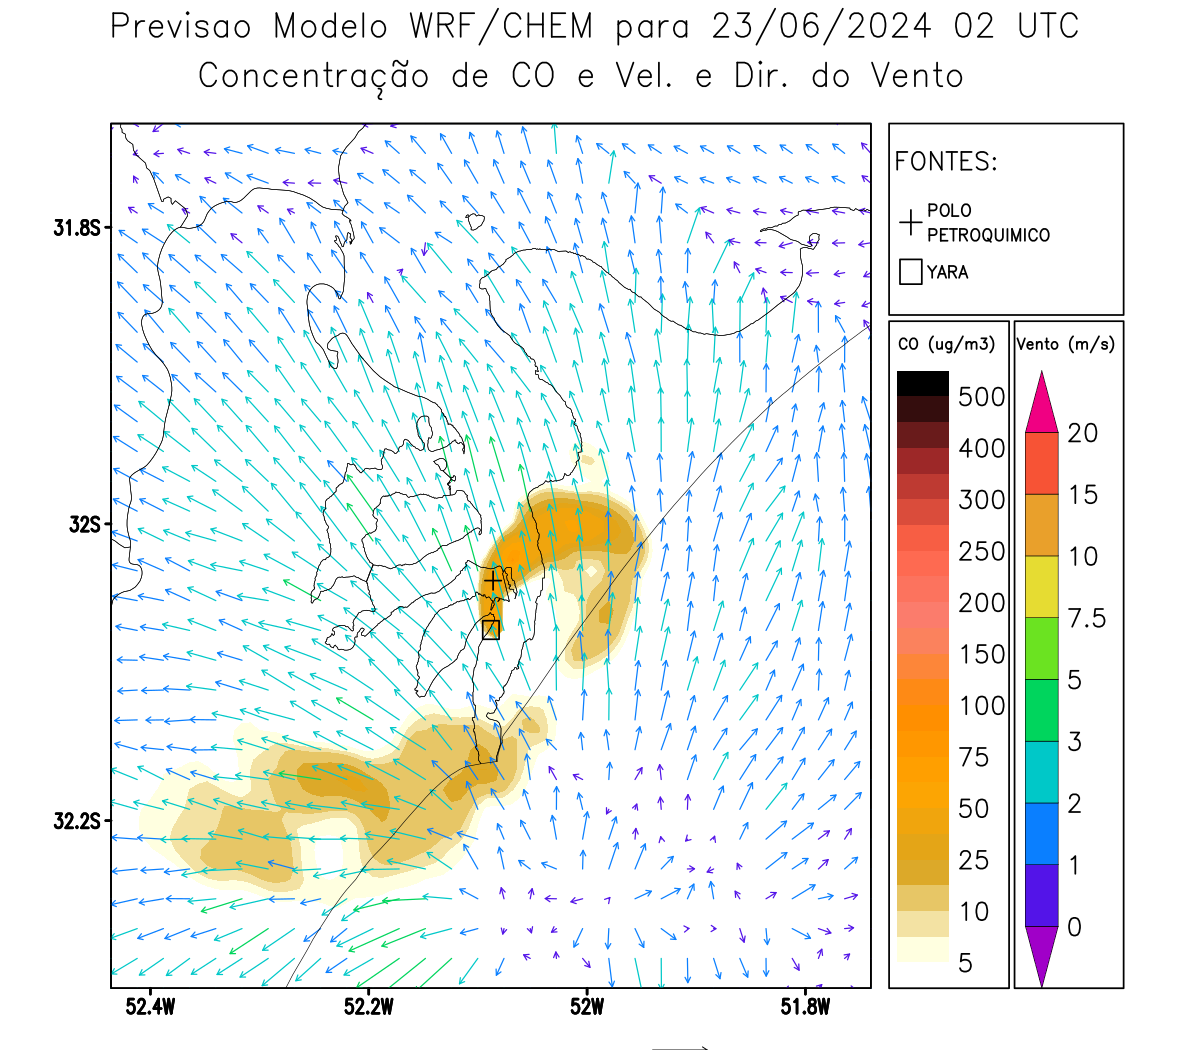 Previsao Modelo WRF/CHEM para 23/06/2024 02 UTC
Concentração de CO e Vel. e Dir. do Vento
FONTES:
POLO
PETROQUIMICO
YARA
CO (ug/m3)
500
400
300
250
200
150
100
75
50
25
10
5
Vento (m/s)
20
15
10
7.5
5
3
2
1
0
31.8S
32S
32.2S
52.4W
52.2W
52W
51.8W